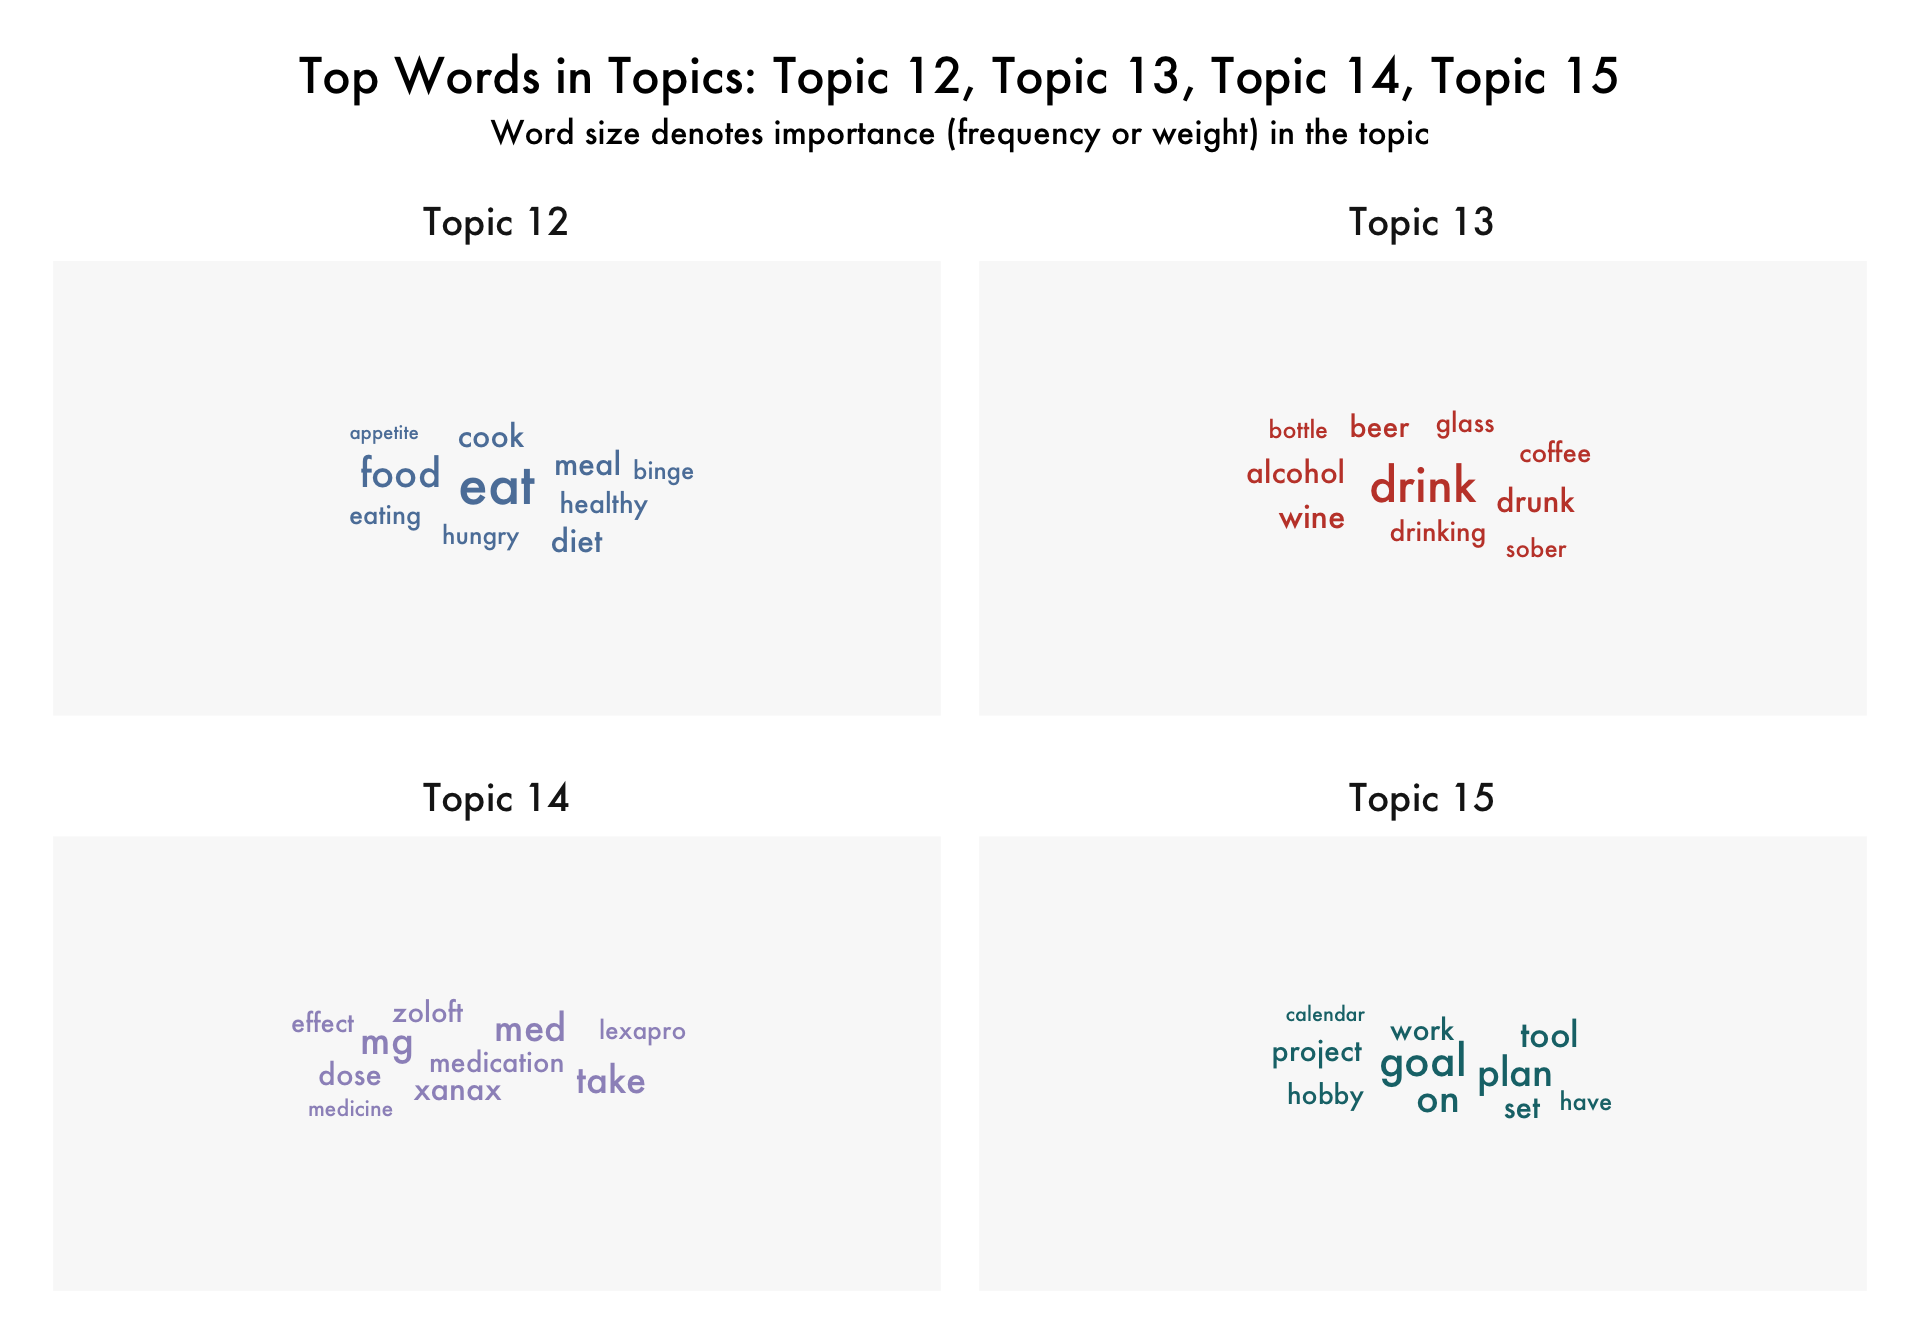 Top Words in Topics: Topic 12, Topic 13, Topic 14, Topic 15
Word size denotes importance (frequency or weight) in the topic
Topic 12
appetite
cook
food
eat
meal
binge
healthy
eating
hungry
diet
Topic 13
bottle
beer
glass
coffee
alcohol
drink
drunk
wine
drinking
sober
Topic 14
effect
zoloft
med
lexapro
mg
medication
dose
xanax
take
medicine
Topic 15
calendar
work
tool
project
goal
plan
hobby
on
set
have